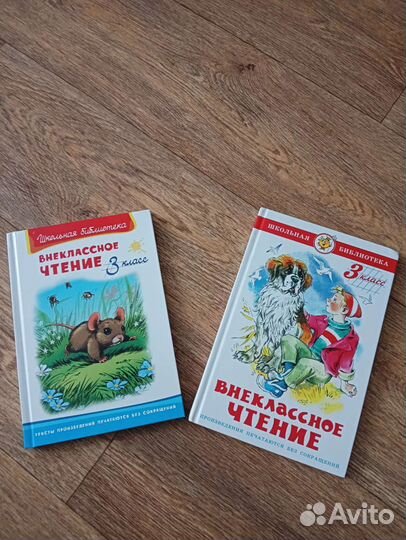 Школьная библиотека
ВНЕКЛАССНОЕ
ЧТЕНИЕ 3 класс
ТЕКСТЫ ПРОИЗВЕДЕНИЙ ПЕЧАТАЮТСЯ БЕЗ СОКРАЩЕНИЙ
ШКОЛЬНАЯ БИБЛИОТЕКА
3 класс
ВНЕКЛАССНОЕ
ЧТЕНИЕ
ПРОИЗВЕДЕНИЯ ПЕЧАТАЮТСЯ БЕЗ СОКРАЩЕНИЙ
Avito